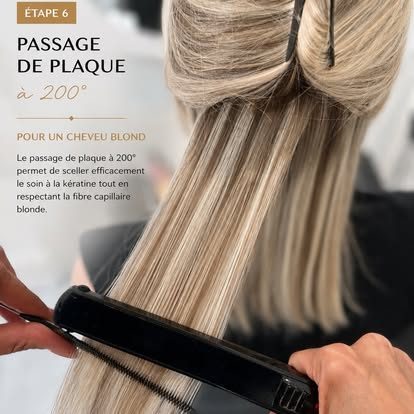 ÉTAPE 6
PASSAGE
DE PLAQUE
à 200°
POUR UN CHEVEU BLOND
Le passage de plaque à 200°
permet de sceller efficacement
le soin à la kératine tout en
respectant la fibre capillaire
blonde.